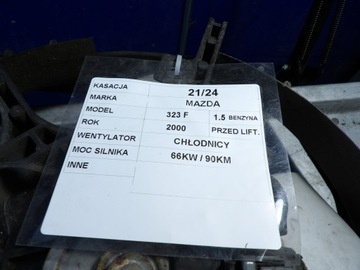 KASACJA 21/24
MARKA MAZDA
MODEL 323 F 1.5 BENZYNA
ROK 2000 PRZED LIFT.
WENTYLATOR CHŁODNICY
MOC SILNIKA 66KW / 90KM
INNE